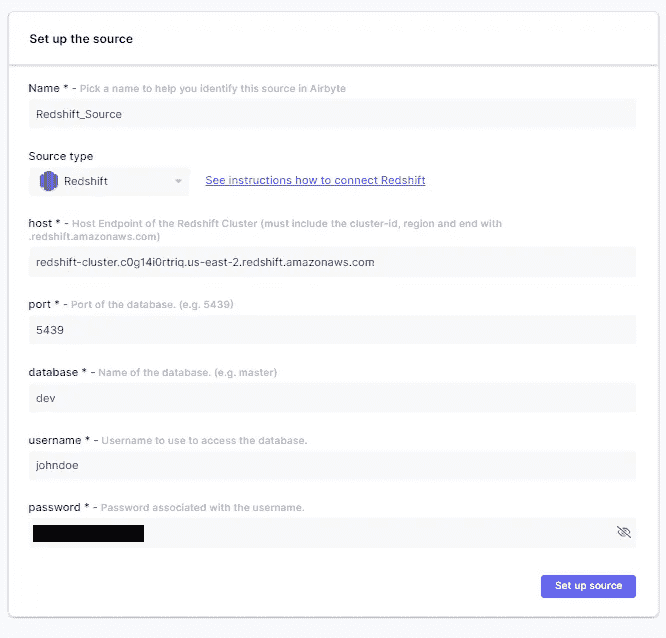 Set up the source
Name * - Pick a name to help you identify this source in Airbyte
Redshift_Source
Source type
Redshift
See instructions how to connect Redshift
host * - Host Endpoint of the Redshift Cluster (must include the cluster-id, region and end with
.redshift.amazonaws.com)
redshift-cluster.c0g14i0rtriq.us-east-2.redshift.amazonaws.com
port * - Port of the database. (e.g. 5439)
5439
database * - Name of the database. (e.g. master)
dev
username * - Username to use to access the database.
johndoe
password * - Password associated with the username.
Set up source